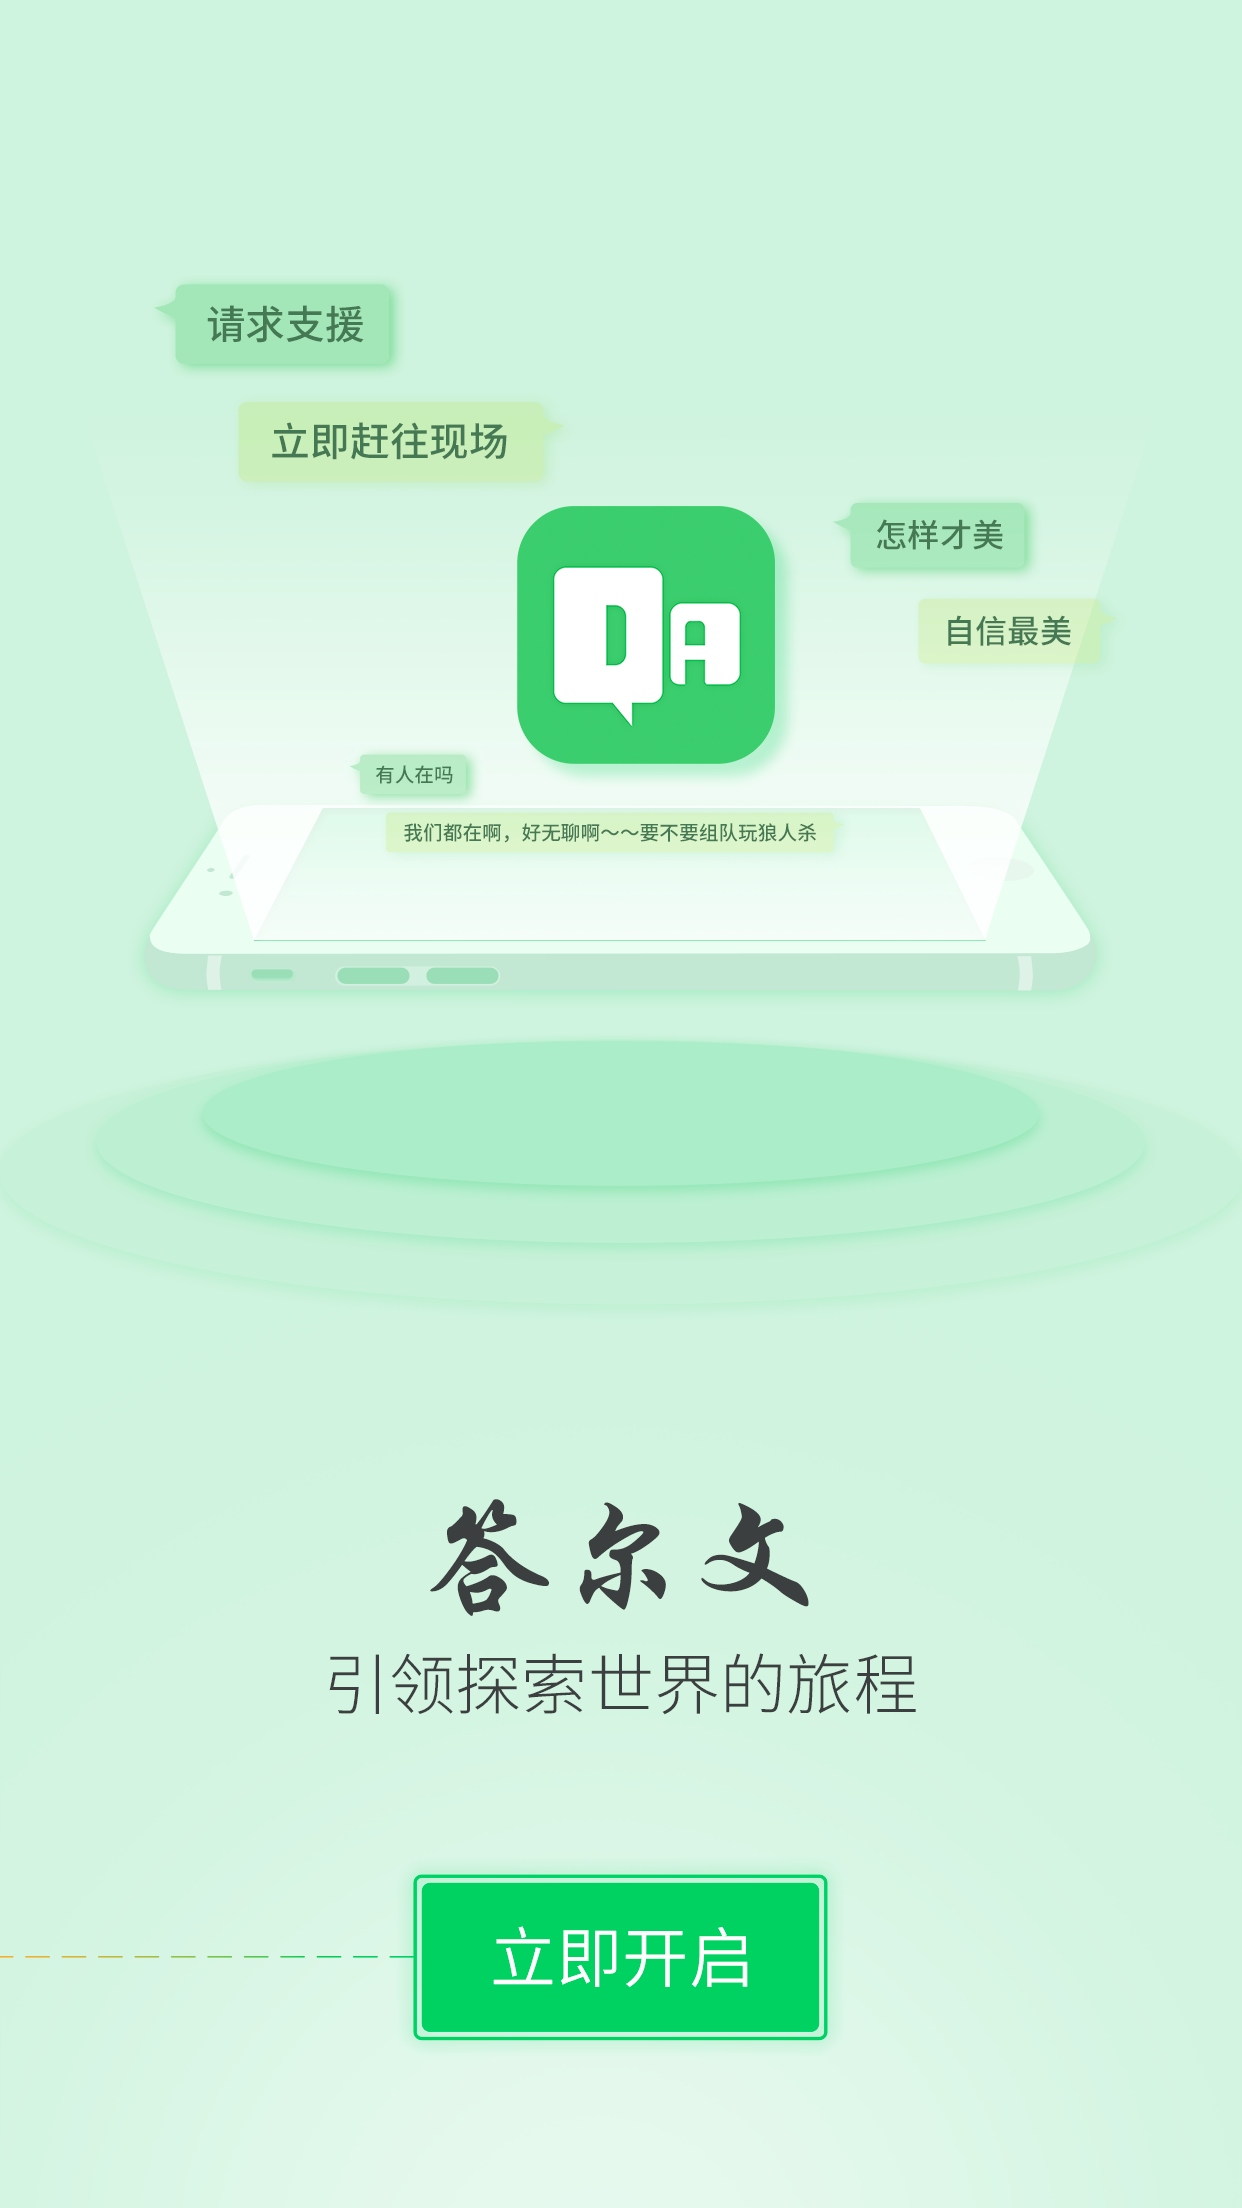 请求支援
立即赶往现场
怎样才美
DA
自信最美
有人在吗
我们都在啊，好无聊啊～～要不要组队玩狼人杀
答尔文
引领探索世界的旅程
立即开启